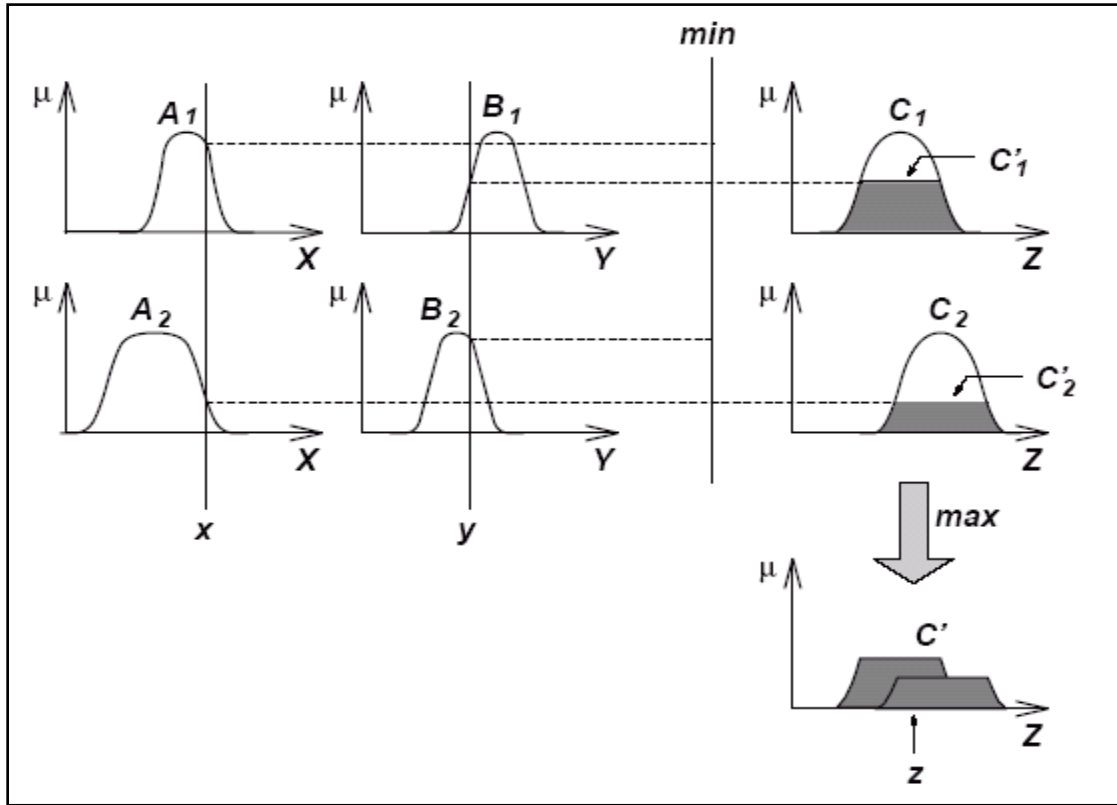 min
μ A1 μ B1 μ C1
C'1
X Y Z
μ A2 μ B2 μ C2
C'2
X Y Z
x y max
μ
C'
Z
z